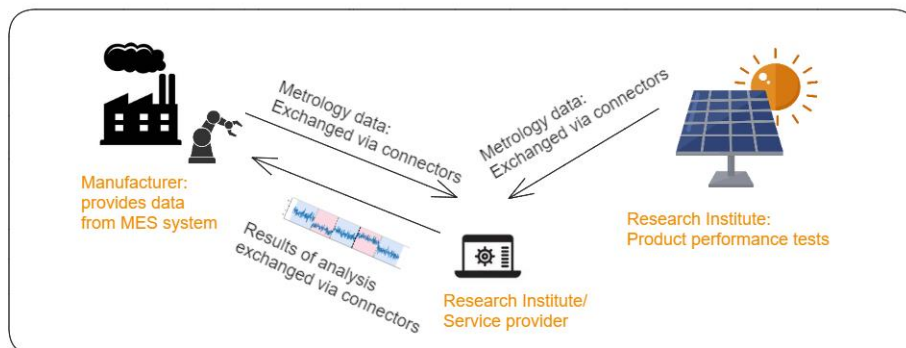 Metrology data:
Exchanged via connectors
Metrology data:
Exchanged via connectors
Manufacturer:
provides data
from MES system
Results of analysis
exchanged via connectors
Research Institute/
Service provider
Research Institute:
Product performance tests